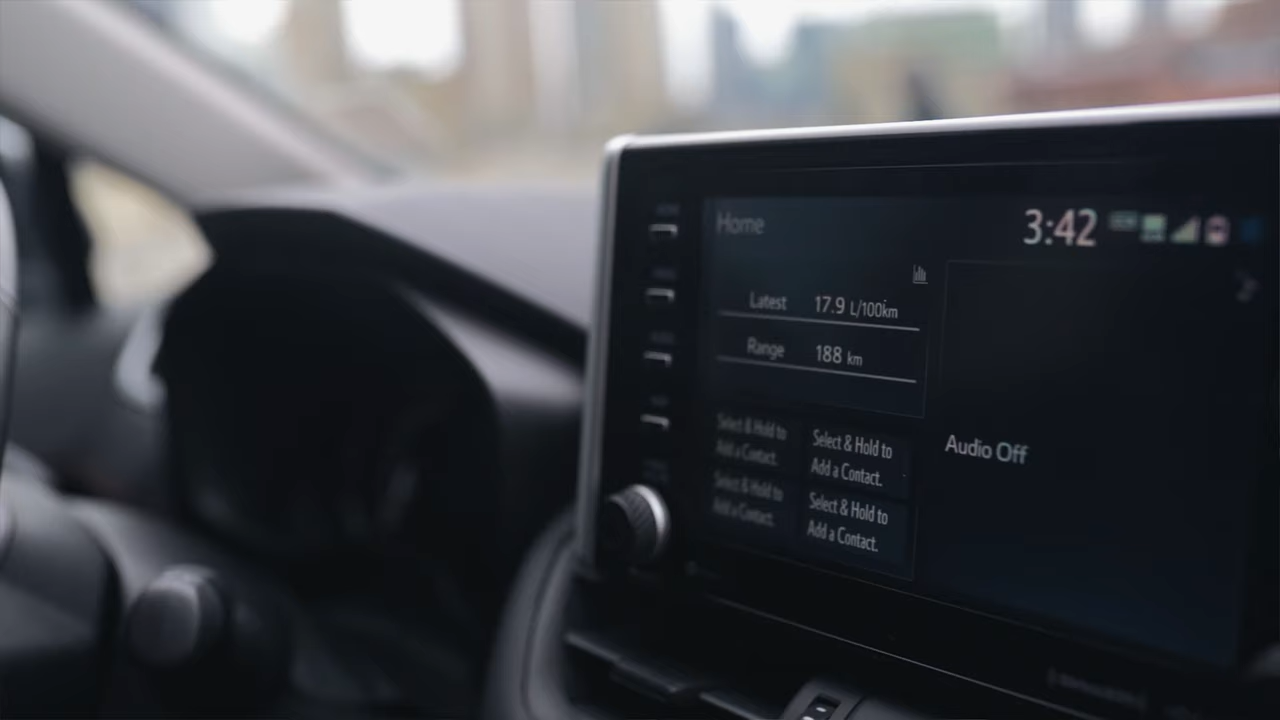 Home
3:42
Latest 17.9 L/100km
Range 188 km
Select & Hold to
Add a Contact.
Select & Hold to
Add a Contact.
Select & Hold to
Add a Contact.
Select & Hold to
Add a Contact.
Audio Off